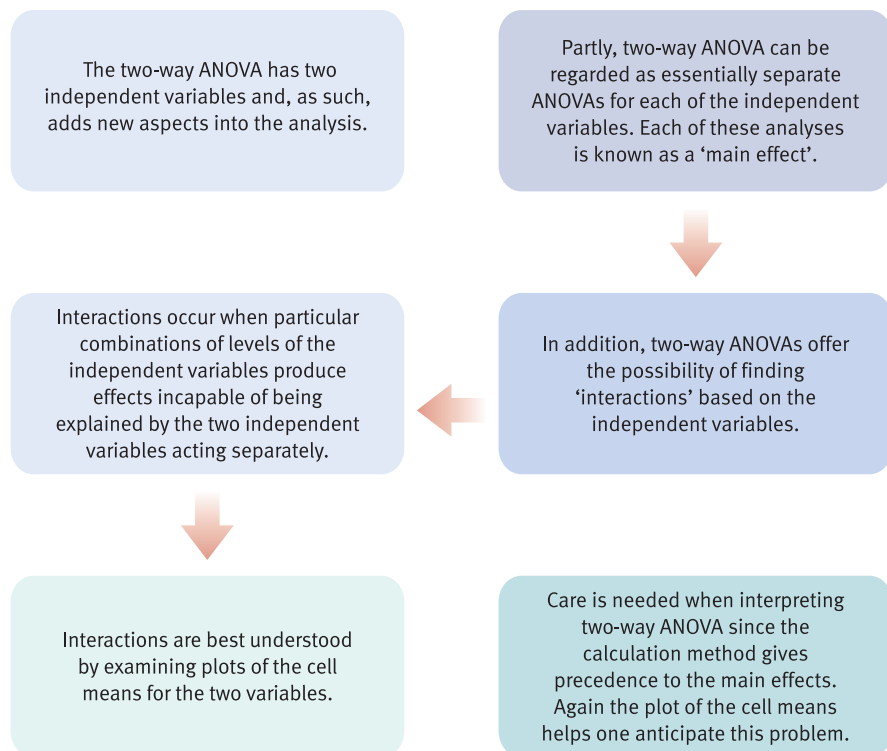 The two-way ANOVA has two
independent variables and, as such,
adds new aspects into the analysis.
Partly, two-way ANOVA can be
regarded as essentially separate
ANOVAs for each of the independent
variables. Each of these analyses
is known as a ‘main effect’.
In addition, two-way ANOVAs offer
the possibility of finding
‘interactions’ based on the
independent variables.
Interactions occur when particular
combinations of levels of the
independent variables produce
effects incapable of being
explained by the two independent
variables acting separately.
Interactions are best understood
by examining plots of the cell
means for the two variables.
Care is needed when interpreting
two-way ANOVA since the
calculation method gives
precedence to the main effects.
Again the plot of the cell means
helps one anticipate this problem.